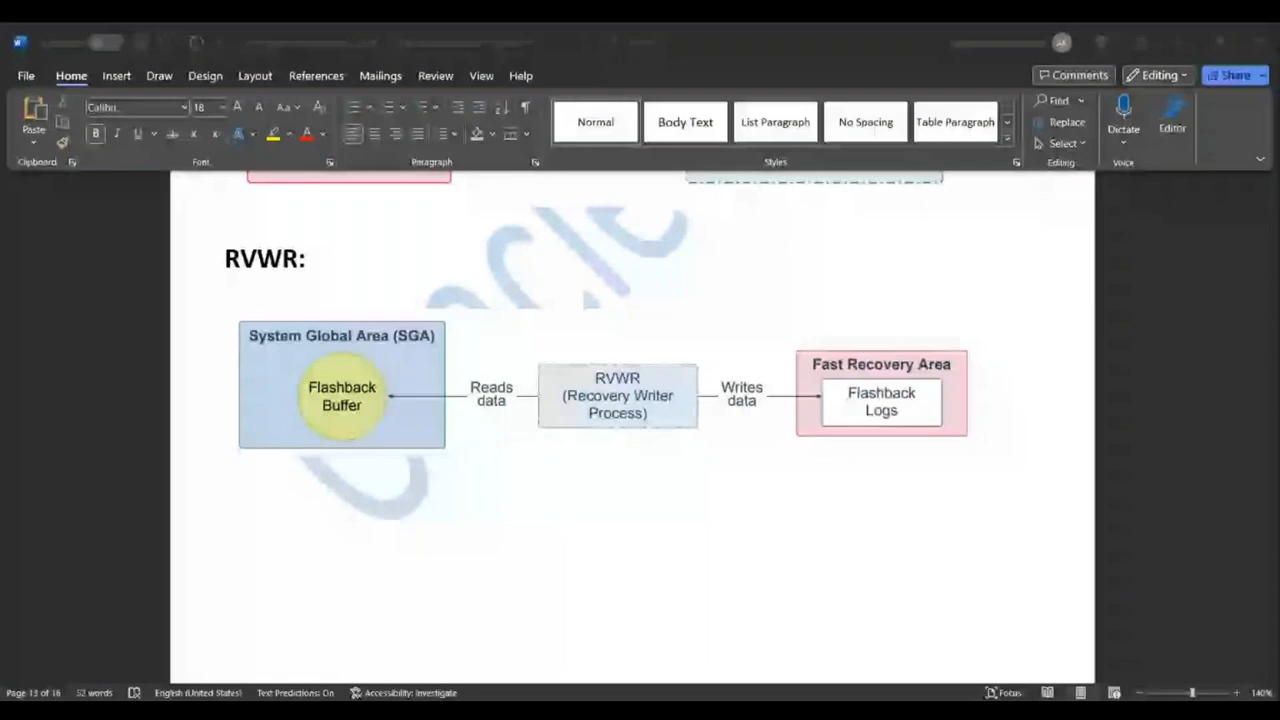 File Home Insert Draw Design Layout References Mailings Review View Help
Comments Editing Share
Paste
Calibri 18
Aa
B I U
Normal
Body Text
List Paragraph
No Spacing
Table Paragraph
Find
Replace
Select
Dictate
Editor
Clipboard Font Paragraph Styles Editing Voice
RVWR:
System Global Area (SGA)
Flashback
Buffer
Reads
data
RVWR
(Recovery Writer
Process)
Writes
data
Fast Recovery Area
Flashback
Logs
Page 13 of 16 52 words English (United States) Text Predictions: On Accessibility: Investigate Focus 140%